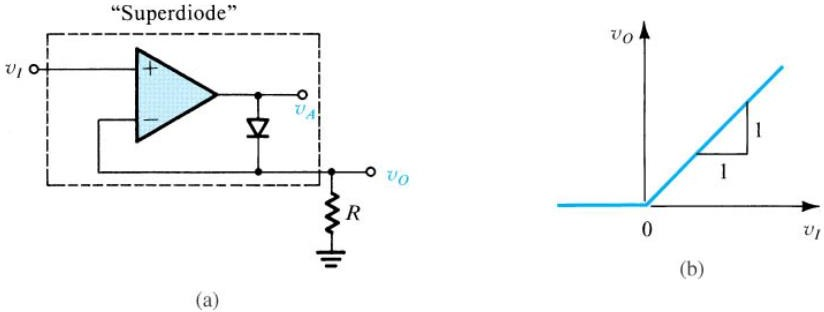 “Superdiode”
v_I
+
−
v_A
v_O
R
(a)
v_O
1
1
0
v_I
(b)